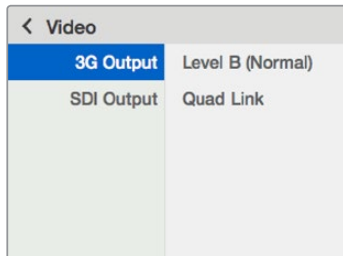 < Video
3G Output Level B (Normal)
SDI Output Quad Link